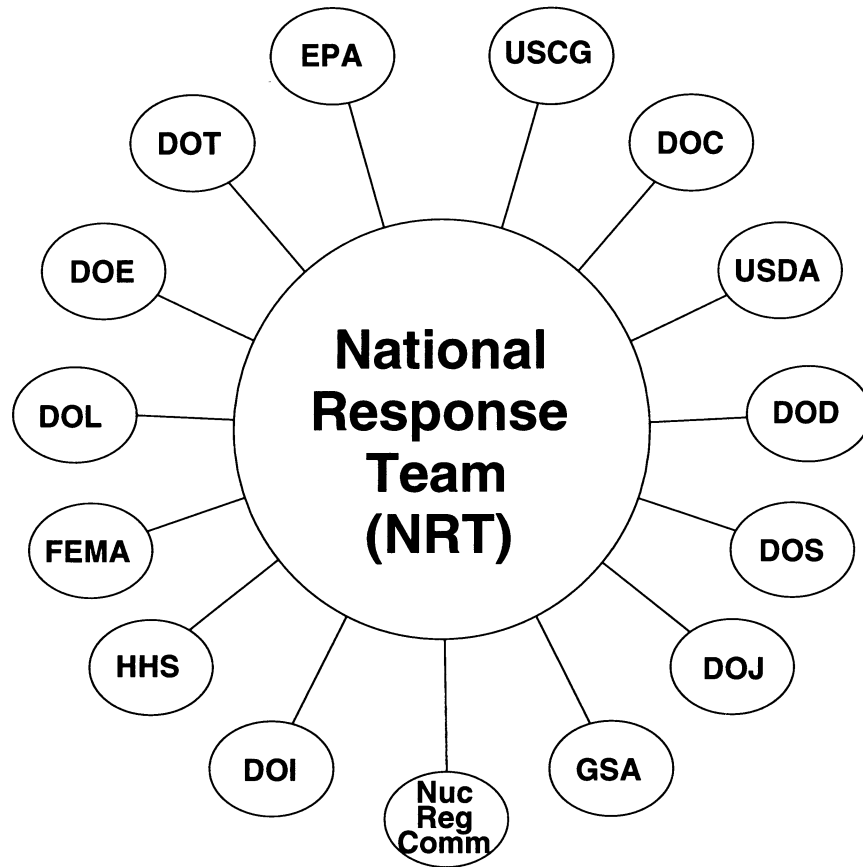 EPA
USCG
DOT
DOC
DOE
USDA
National
Response
Team
(NRT)
DOL
DOD
FEMA
DOS
HHS
DOJ
DOI
GSA
Nuc
Reg
Comm